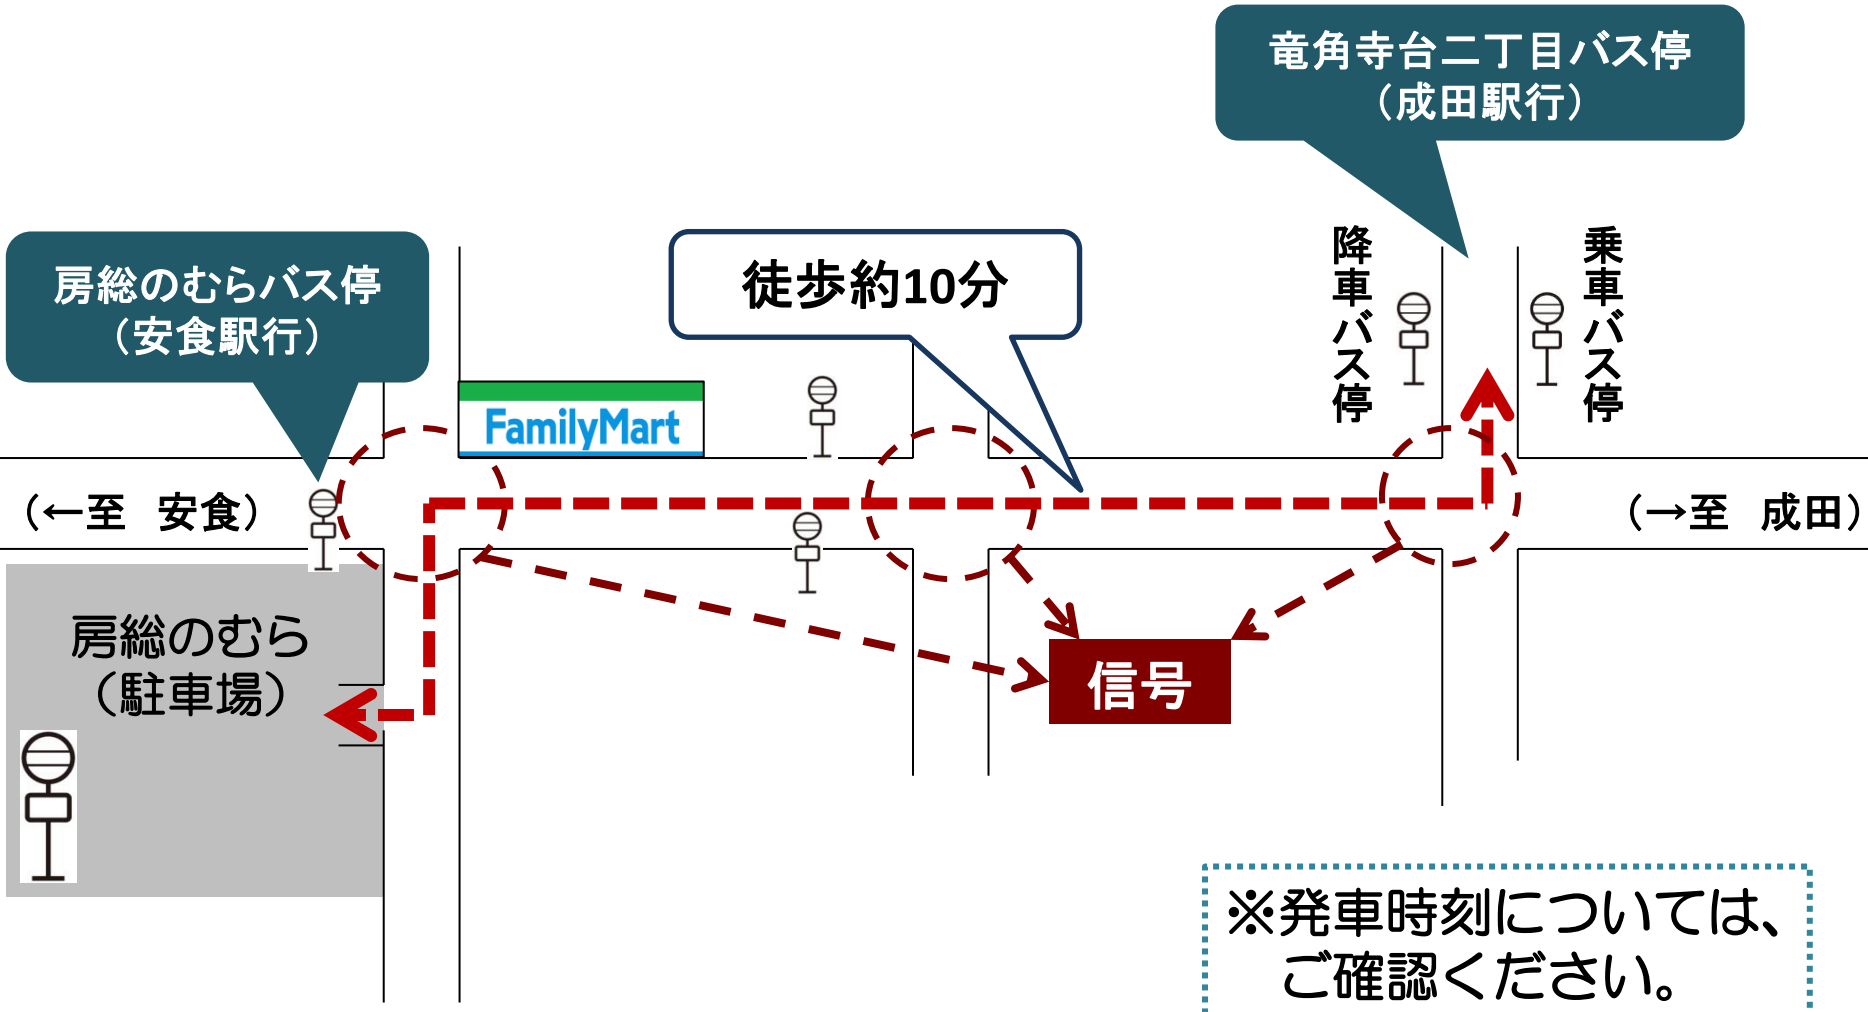 竜角寺台二丁目バス停
（成田駅行）
房総のむらバス停
（安食駅行）
徒歩約10分
降車バス停
乗車バス停
FamilyMart
（←至　安食）
（→至　成田）
房総のむら
（駐車場）
信号
※発車時刻については、
ご確認ください。